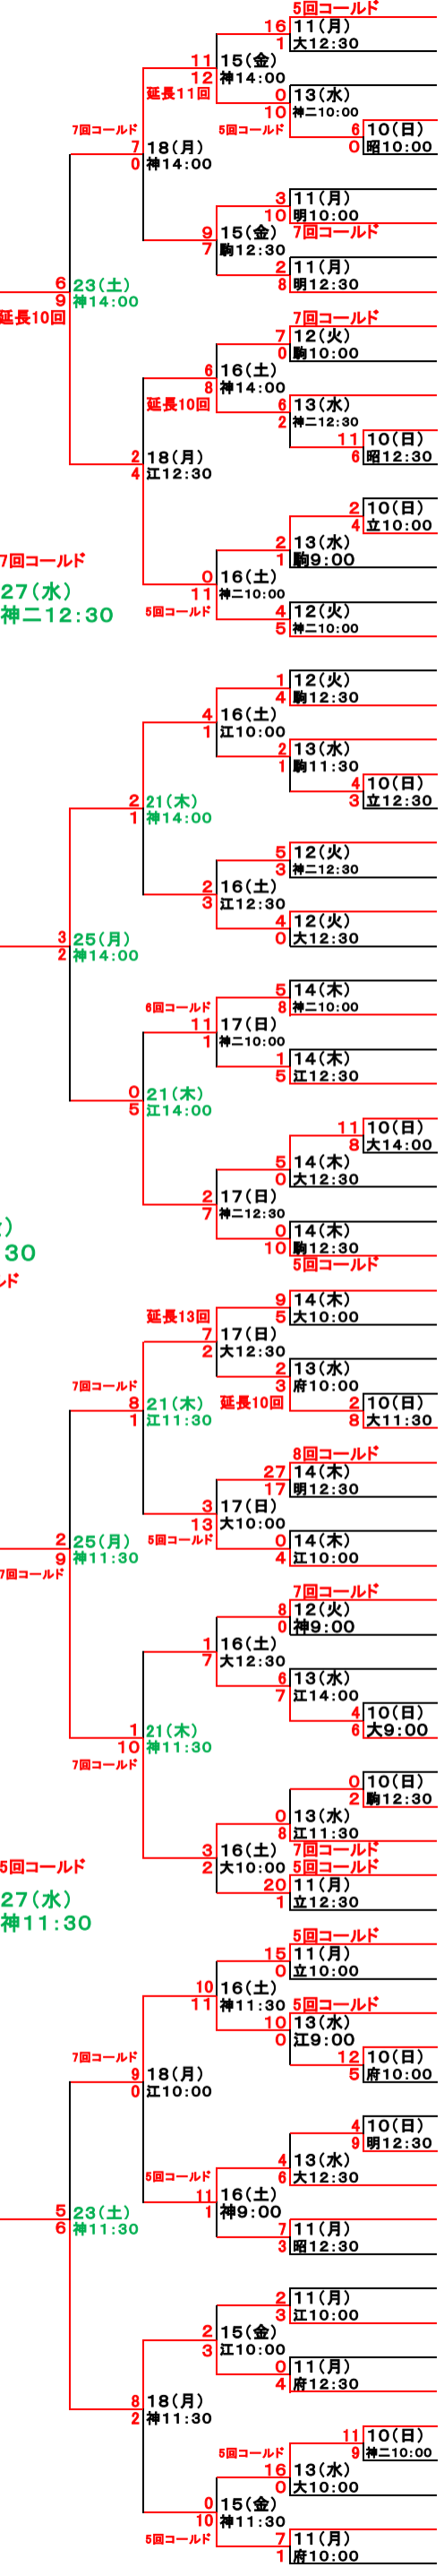 5回コールド
16 11(月)
1 大12:30
11 15(金)
12 神14:00
延長11回
0 13(水)
10 神二10:00
5回コールド
6 10(日)
0 昭10:00
7回コールド
7 18(月)
0 神14:00
3 11(月)
10 明10:00
7回コールド
9 15(金)
7 駒12:30
2 11(月)
8 明12:30
6 23(土)
9 神14:00
延長10回
7回コールド
7 12(火)
0 駒10:00
6 16(土)
8 神14:00
延長10回
6 13(水)
2 神二12:30
11 10(日)
6 昭12:30
2 18(月)
4 江12:30
2 10(日)
4 立10:00
2 13(水)
1 駒9:00
0 16(土)
11 神二10:00
5回コールド
4 12(火)
5 神二10:00
7回コールド
27(水)
神二12:30
1 12(火)
4 駒12:30
4 16(土)
1 江10:00
2 13(水)
1 駒11:30
4 10(日)
3 立12:30
2 21(木)
1 神14:00
5 12(火)
3 神二12:30
2 16(土)
3 江12:30
4 12(火)
0 大12:30
3 25(月)
2 神14:00
5 14(木)
8 神二10:00
6回コールド
11 17(日)
1 神二10:00
1 14(木)
5 江12:30
0 21(木)
5 江14:00
11 10(日)
8 大14:00
5 14(木)
0 大12:30
2 17(日)
7 神二12:30
0 14(木)
10 駒12:30
5回コールド
)
30
ルド
9 14(木)
5 大10:00
延長13回
7 17(日)
2 大12:30
2 13(水)
3 府10:00
延長10回
2 10(日)
8 大11:30
7回コールド
8 21(木)
1 江11:30
8回コールド
27 14(木)
17 明12:30
3 17(日)
13 大10:00
5回コールド
0 14(木)
4 江10:00
2 25(月)
9 神11:30
7回コールド
7回コールド
8 12(火)
0 神9:00
1 16(土)
7 大12:30
6 13(水)
7 江14:00
4 10(日)
6 大9:00
1 21(木)
10 神11:30
7回コールド
0 10(日)
2 駒12:30
0 13(水)
8 江11:30
7回コールド
3 16(土)
2 大10:00
5回コールド
20 11(月)
1 立12:30
5回コールド
27(水)
神11:30
5回コールド
15 11(月)
0 立10:00
10 16(土)
11 神11:30
5回コールド
10 13(水)
0 江9:00
12 10(日)
5 府10:00
7回コールド
9 18(月)
0 江10:00
4 10(日)
9 明12:30
4 13(水)
6 大12:30
5回コールド
11 16(土)
1 神9:00
7 11(月)
3 昭12:30
5 23(土)
6 神11:30
2 11(月)
3 江10:00
2 15(金)
3 江10:00
0 11(月)
4 府12:30
8 18(月)
2 神11:30
11 10(日)
9 神二10:00
5回コールド
16 13(水)
0 大10:00
0 15(金)
10 神11:30
5回コールド
7 11(月)
1 府10:00